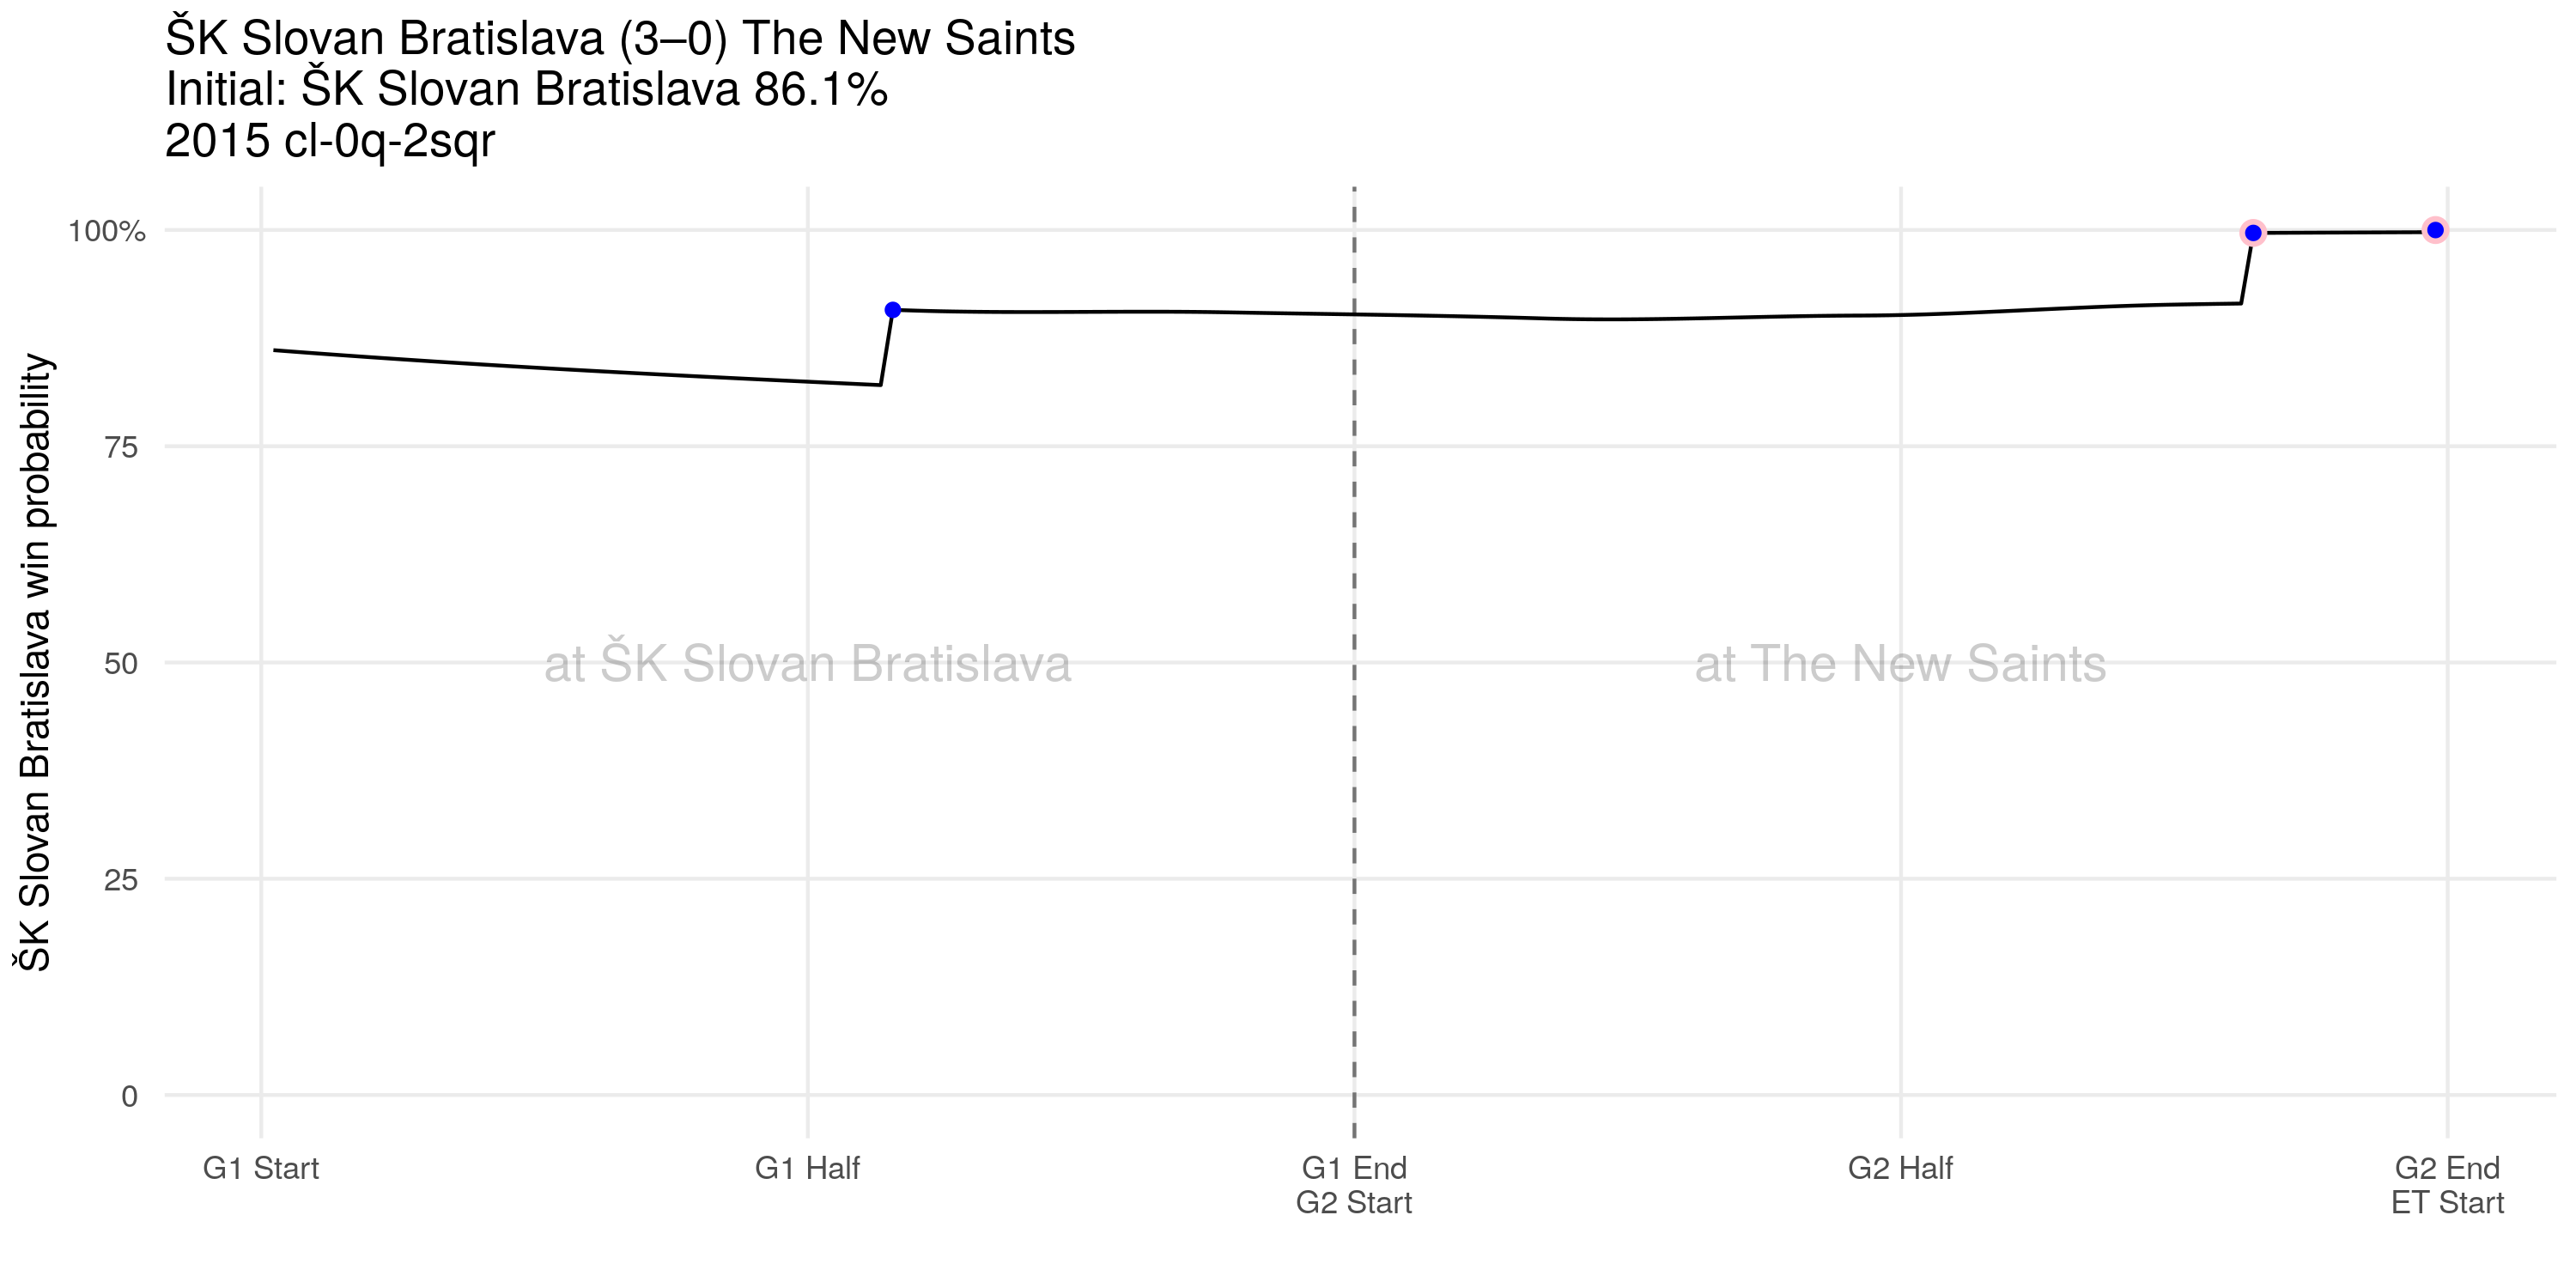 ŠK Slovan Bratislava (3–0) The New Saints
Initial: ŠK Slovan Bratislava 86.1%
2015 cl-0q-2sqr
ŠK Slovan Bratislava win probability
100%
75
50
25
0
at ŠK Slovan Bratislava
at The New Saints
G1 Start
G1 Half
G1 End
G2 Start
G2 Half
G2 End
ET Start